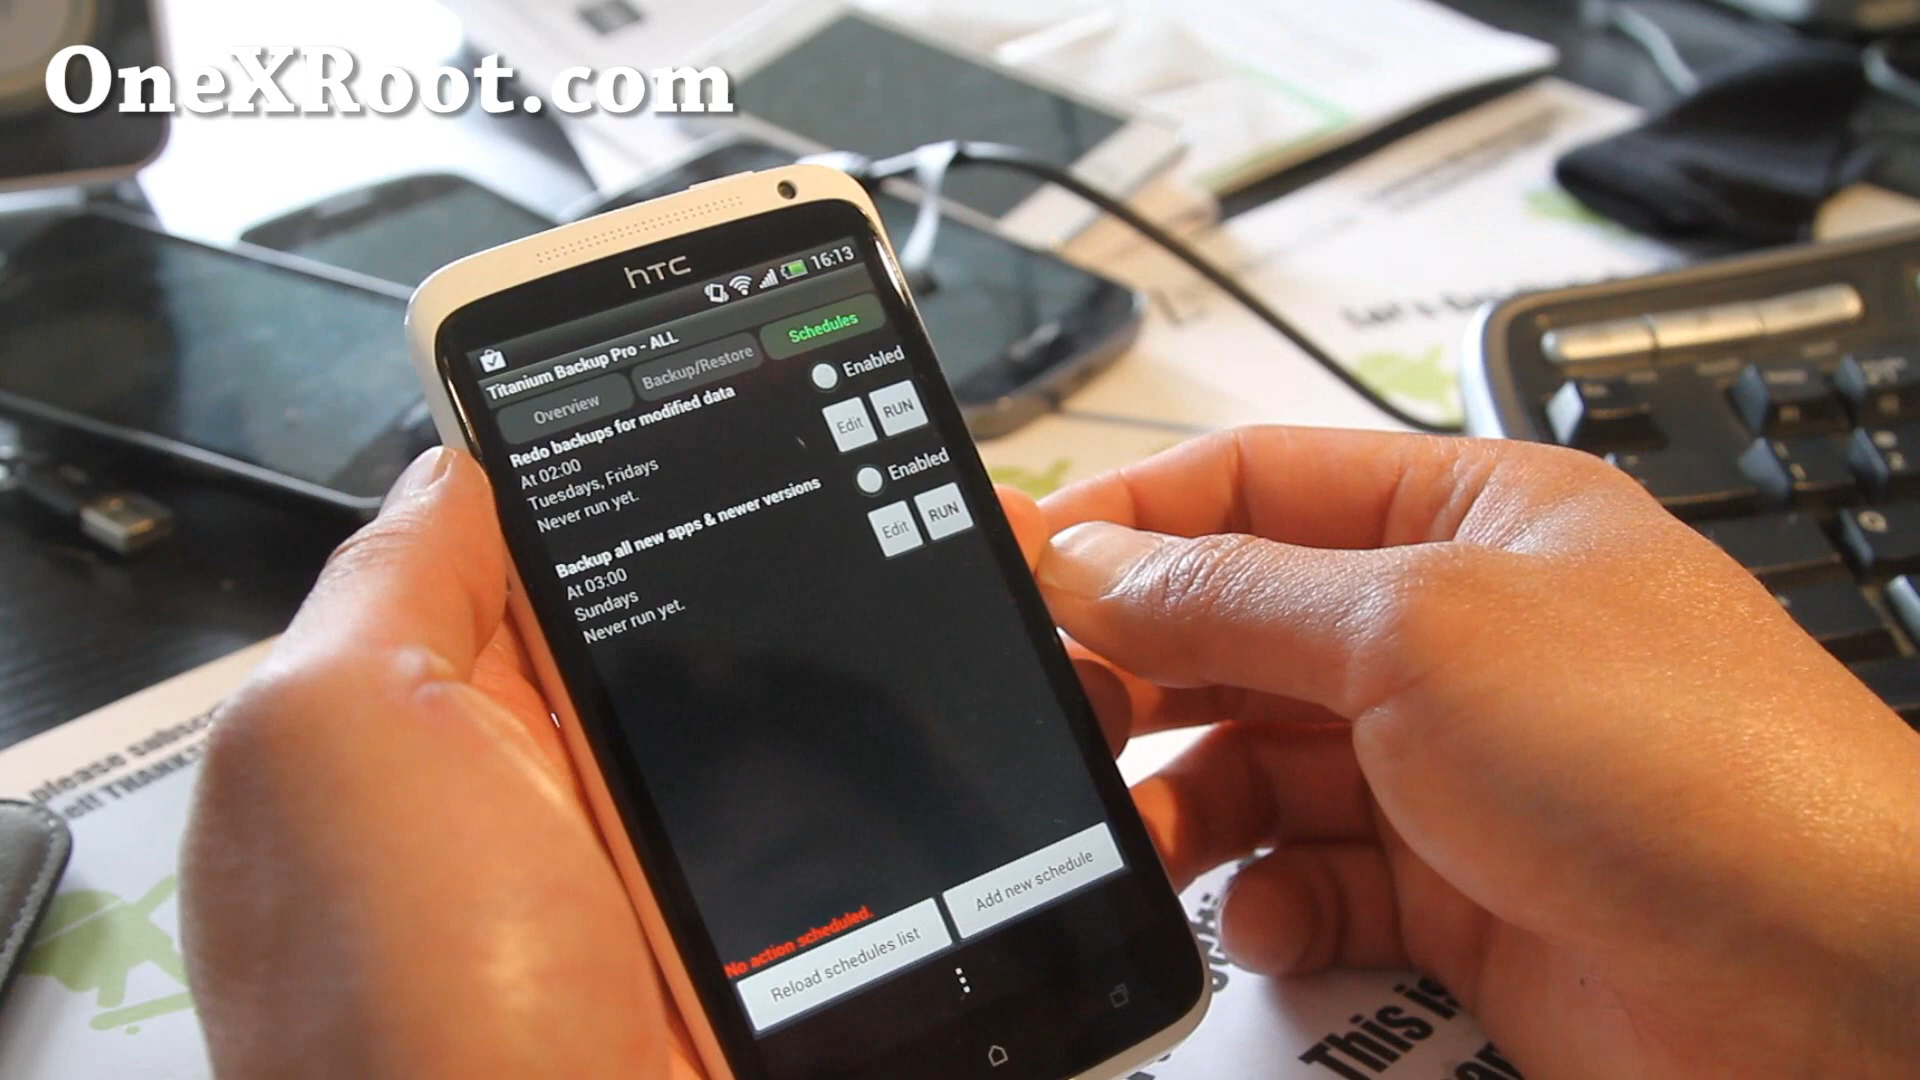 OneXRoot.com
hTC
16:13
Titanium Backup Pro - ALL
Overview
Backup/Restore
Schedules
Redo backups for modified data
Enabled
At 02:00
Tuesdays, Fridays
Never run yet.
Edit
RUN
Backup all new apps & newer versions
Enabled
At 03:00
Sundays
Never run yet.
Edit
RUN
No action scheduled.
Reload schedules list
Add new schedule
please
THANKS
This is